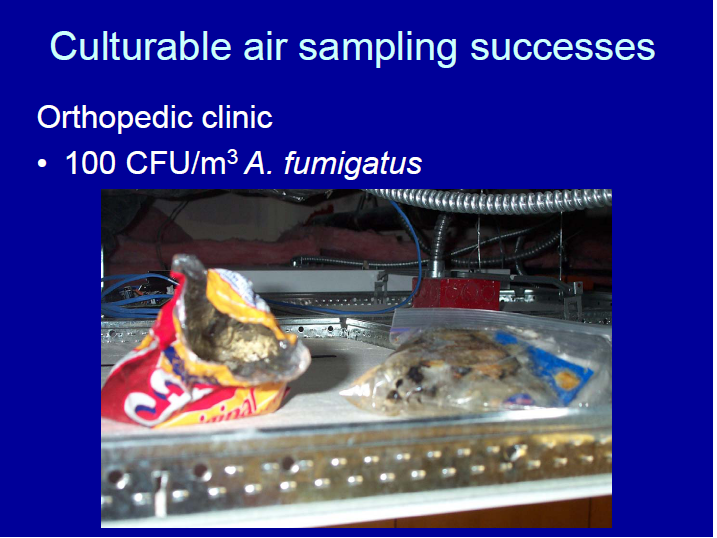 Culturable air sampling successes
Orthopedic clinic
• 100 CFU/m³ A. fumigatus